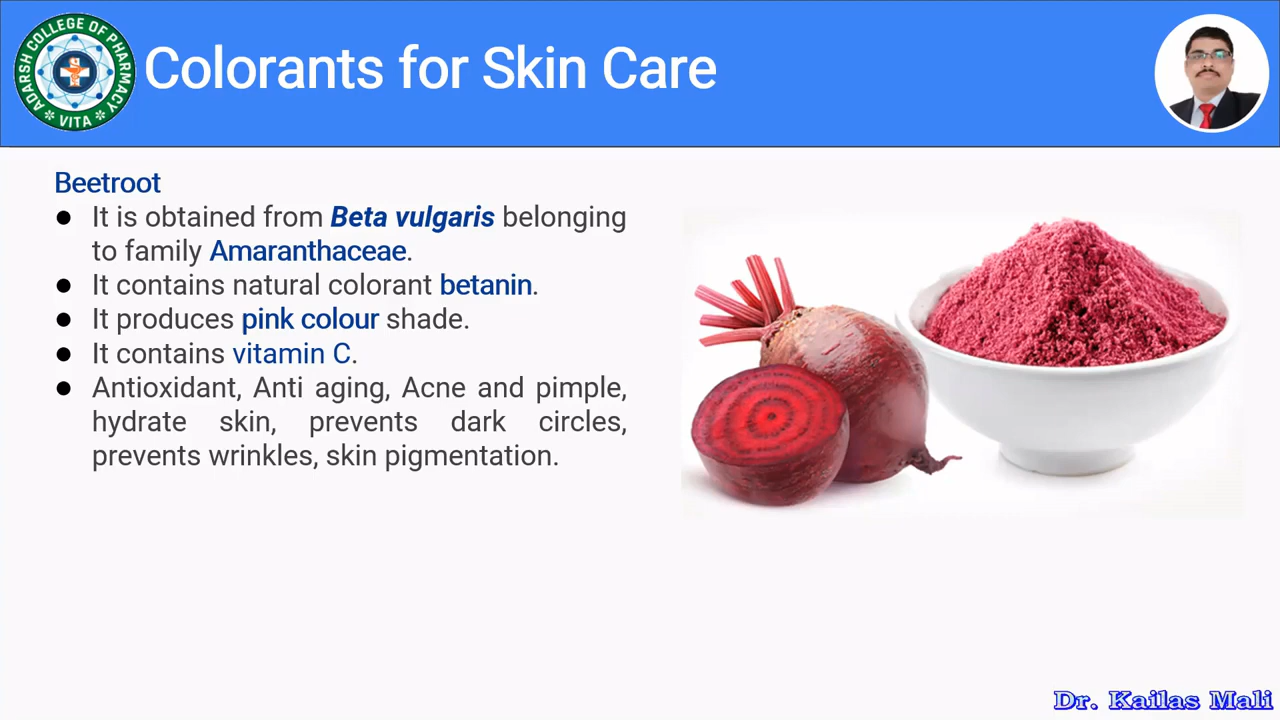 ADARSH COLLEGE OF PHARMACY
VITA
Colorants for Skin Care
Beetroot
● It is obtained from Beta vulgaris belonging
to family Amaranthaceae.
● It contains natural colorant betanin.
● It produces pink colour shade.
● It contains vitamin C.
● Antioxidant, Anti aging, Acne and pimple,
hydrate skin, prevents dark circles,
prevents wrinkles, skin pigmentation.
Dr. Kailas Mali